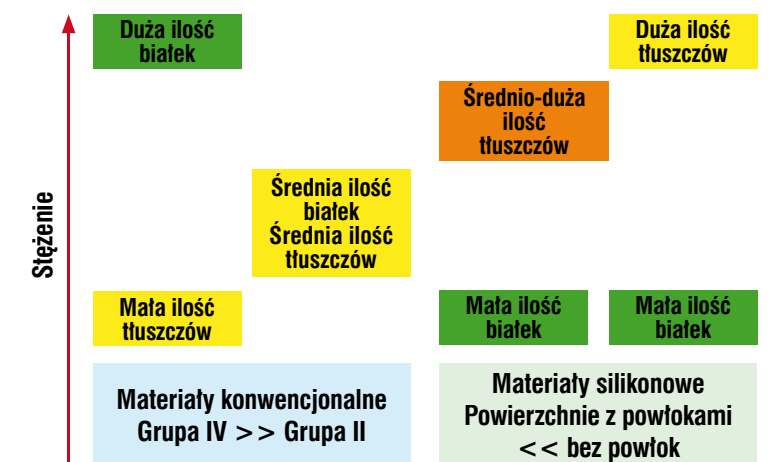 Duża ilość
białek
Duża ilość
tłuszczów
Średnio-duża
ilość
tłuszczów
Średnia ilość
białek
Średnia ilość
tłuszczów
Stężenie
Mała ilość
tłuszczów
Mała ilość
białek
Mała ilość
białek
Materiały konwencjonalne
Grupa IV >> Grupa II
Materiały silikonowe
Powierzchnie z powłokami
<< bez powłok